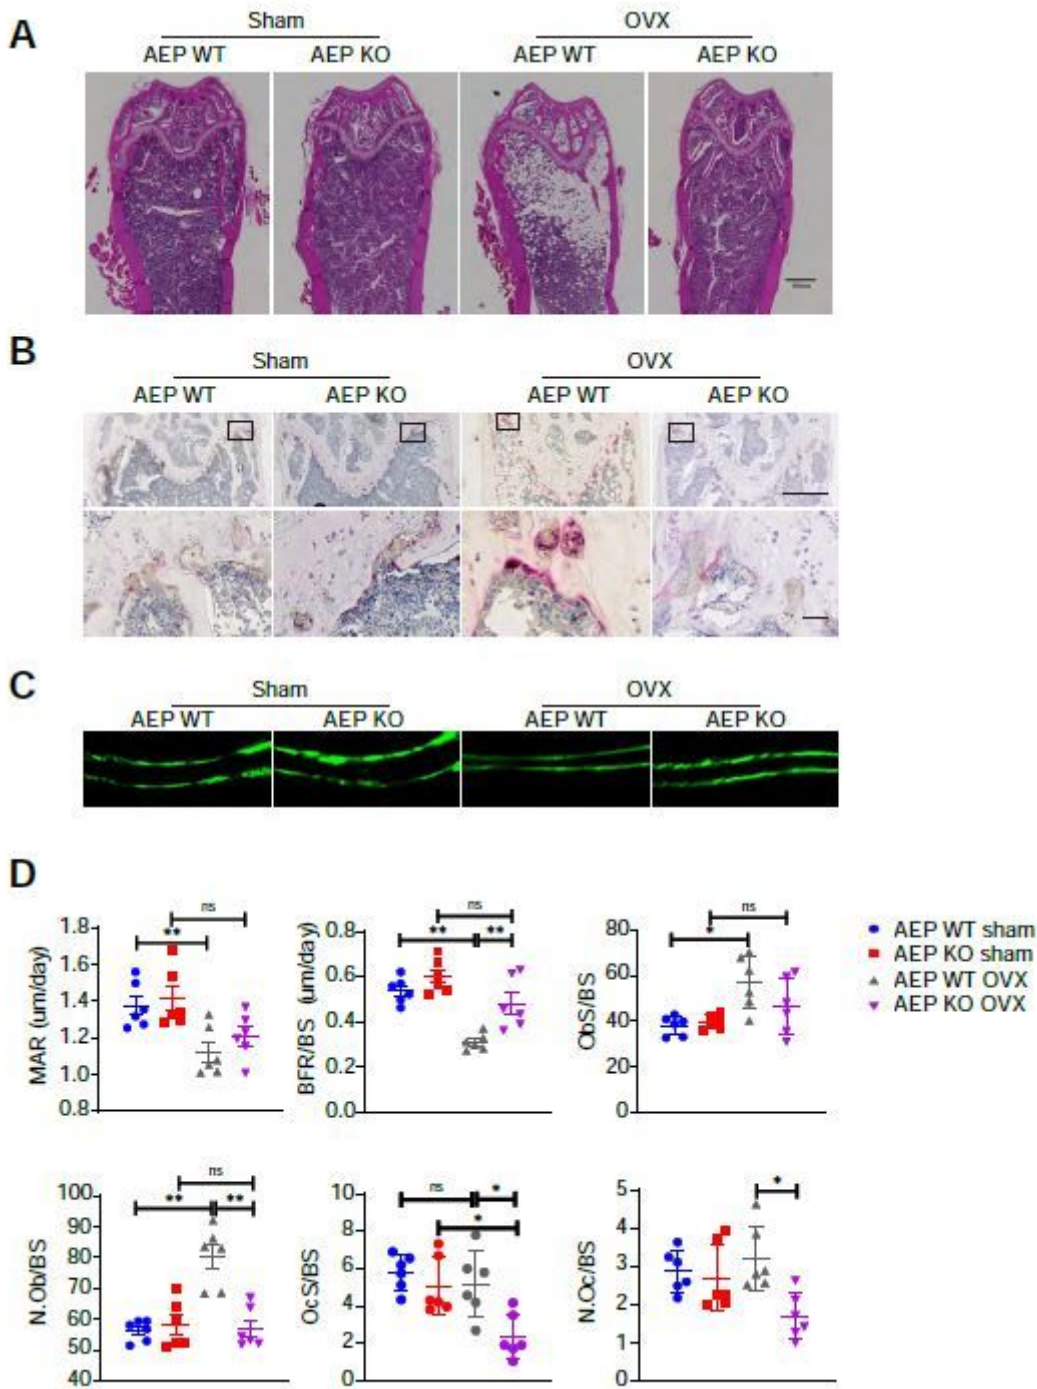 A
Sham OVX
AEP WT AEP KO AEP WT AEP KO
B
Sham OVX
AEP WT AEP KO AEP WT AEP KO
C
Sham OVX
AEP WT AEP KO AEP WT AEP KO
D
MAR (um/day)
1.8
1.6
1.4
1.2
1.0
0.8
**
ns
BFR/BS (um/day)
0.8
0.6
0.4
0.2
0.0
ns
**
**
ObS/BS
80
60
40
20
0
ns
*
AEP WT sham
AEP KO sham
AEP WT OVX
AEP KO OVX
N.Ob/BS
100
90
80
70
60
50
40
ns
**
**
OcS/BS
10
8
6
4
2
0
ns
*
*
N.Oc/BS
5
4
3
2
1
0
*